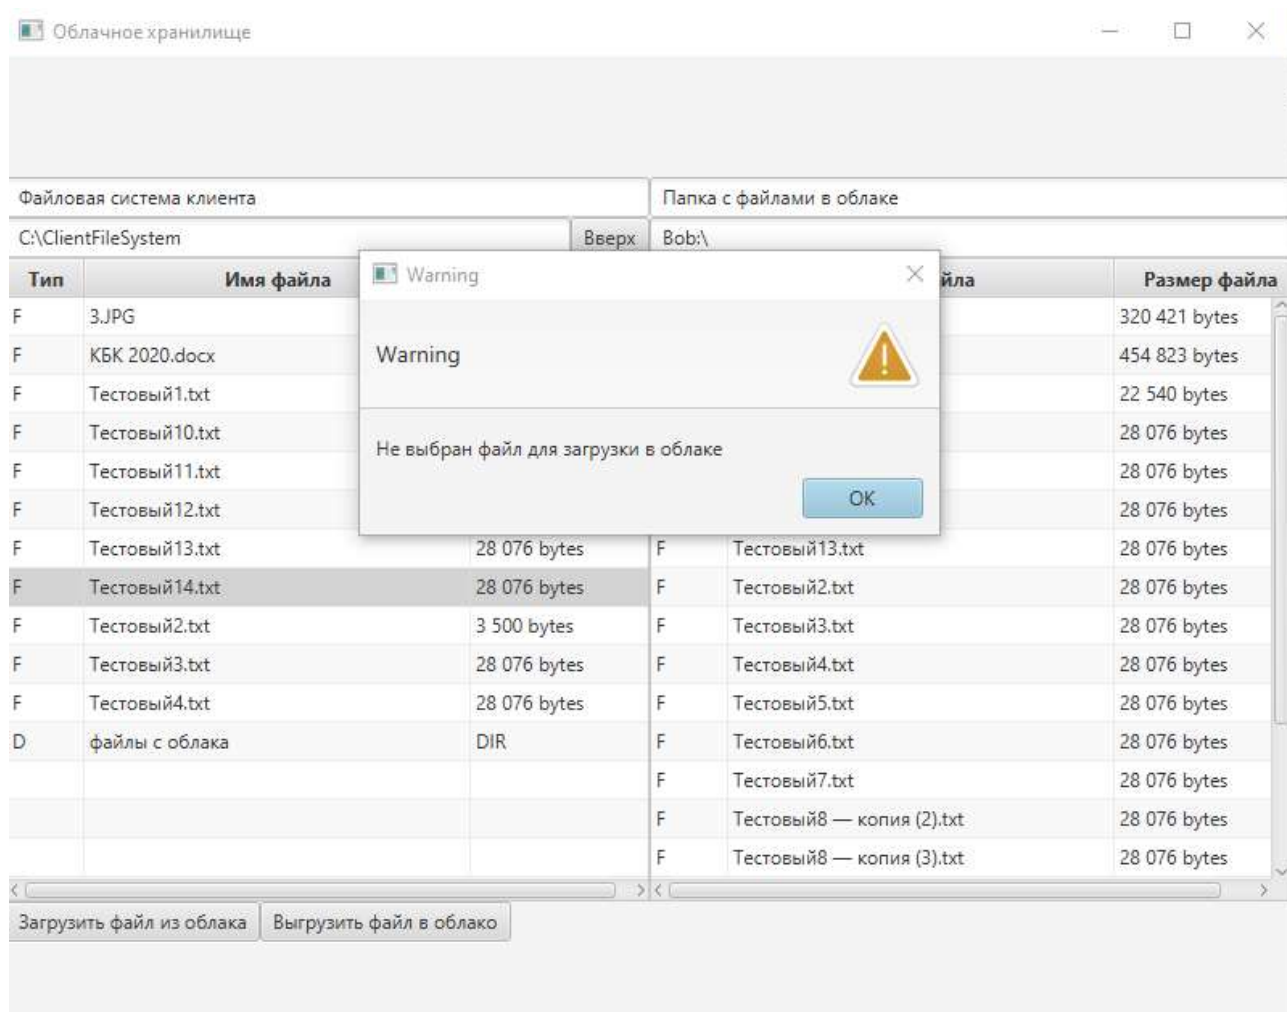 Облачное хранилище
Файловая система клиента Папка с файлами в облаке
C:\ClientFileSystem Вверх Bob:\
Тип Имя файла йла Размер файла
Warning
Warning
Не выбран файл для загрузки в облаке
OK
F 3.JPG 320 421 bytes
F КБК 2020.docx 454 823 bytes
F Тестовый1.txt 22 540 bytes
F Тестовый10.txt 28 076 bytes
F Тестовый11.txt 28 076 bytes
F Тестовый12.txt 28 076 bytes
F Тестовый13.txt 28 076 bytes F Тестовый13.txt 28 076 bytes
F Тестовый14.txt 28 076 bytes F Тестовый2.txt 28 076 bytes
F Тестовый2.txt 3 500 bytes F Тестовый3.txt 28 076 bytes
F Тестовый3.txt 28 076 bytes F Тестовый4.txt 28 076 bytes
F Тестовый4.txt 28 076 bytes F Тестовый5.txt 28 076 bytes
D файлы с облака DIR F Тестовый6.txt 28 076 bytes
F Тестовый7.txt 28 076 bytes
F Тестовый8 — копия (2).txt 28 076 bytes
F Тестовый8 — копия (3).txt 28 076 bytes
Загрузить файл из облака Выгрузить файл в облако